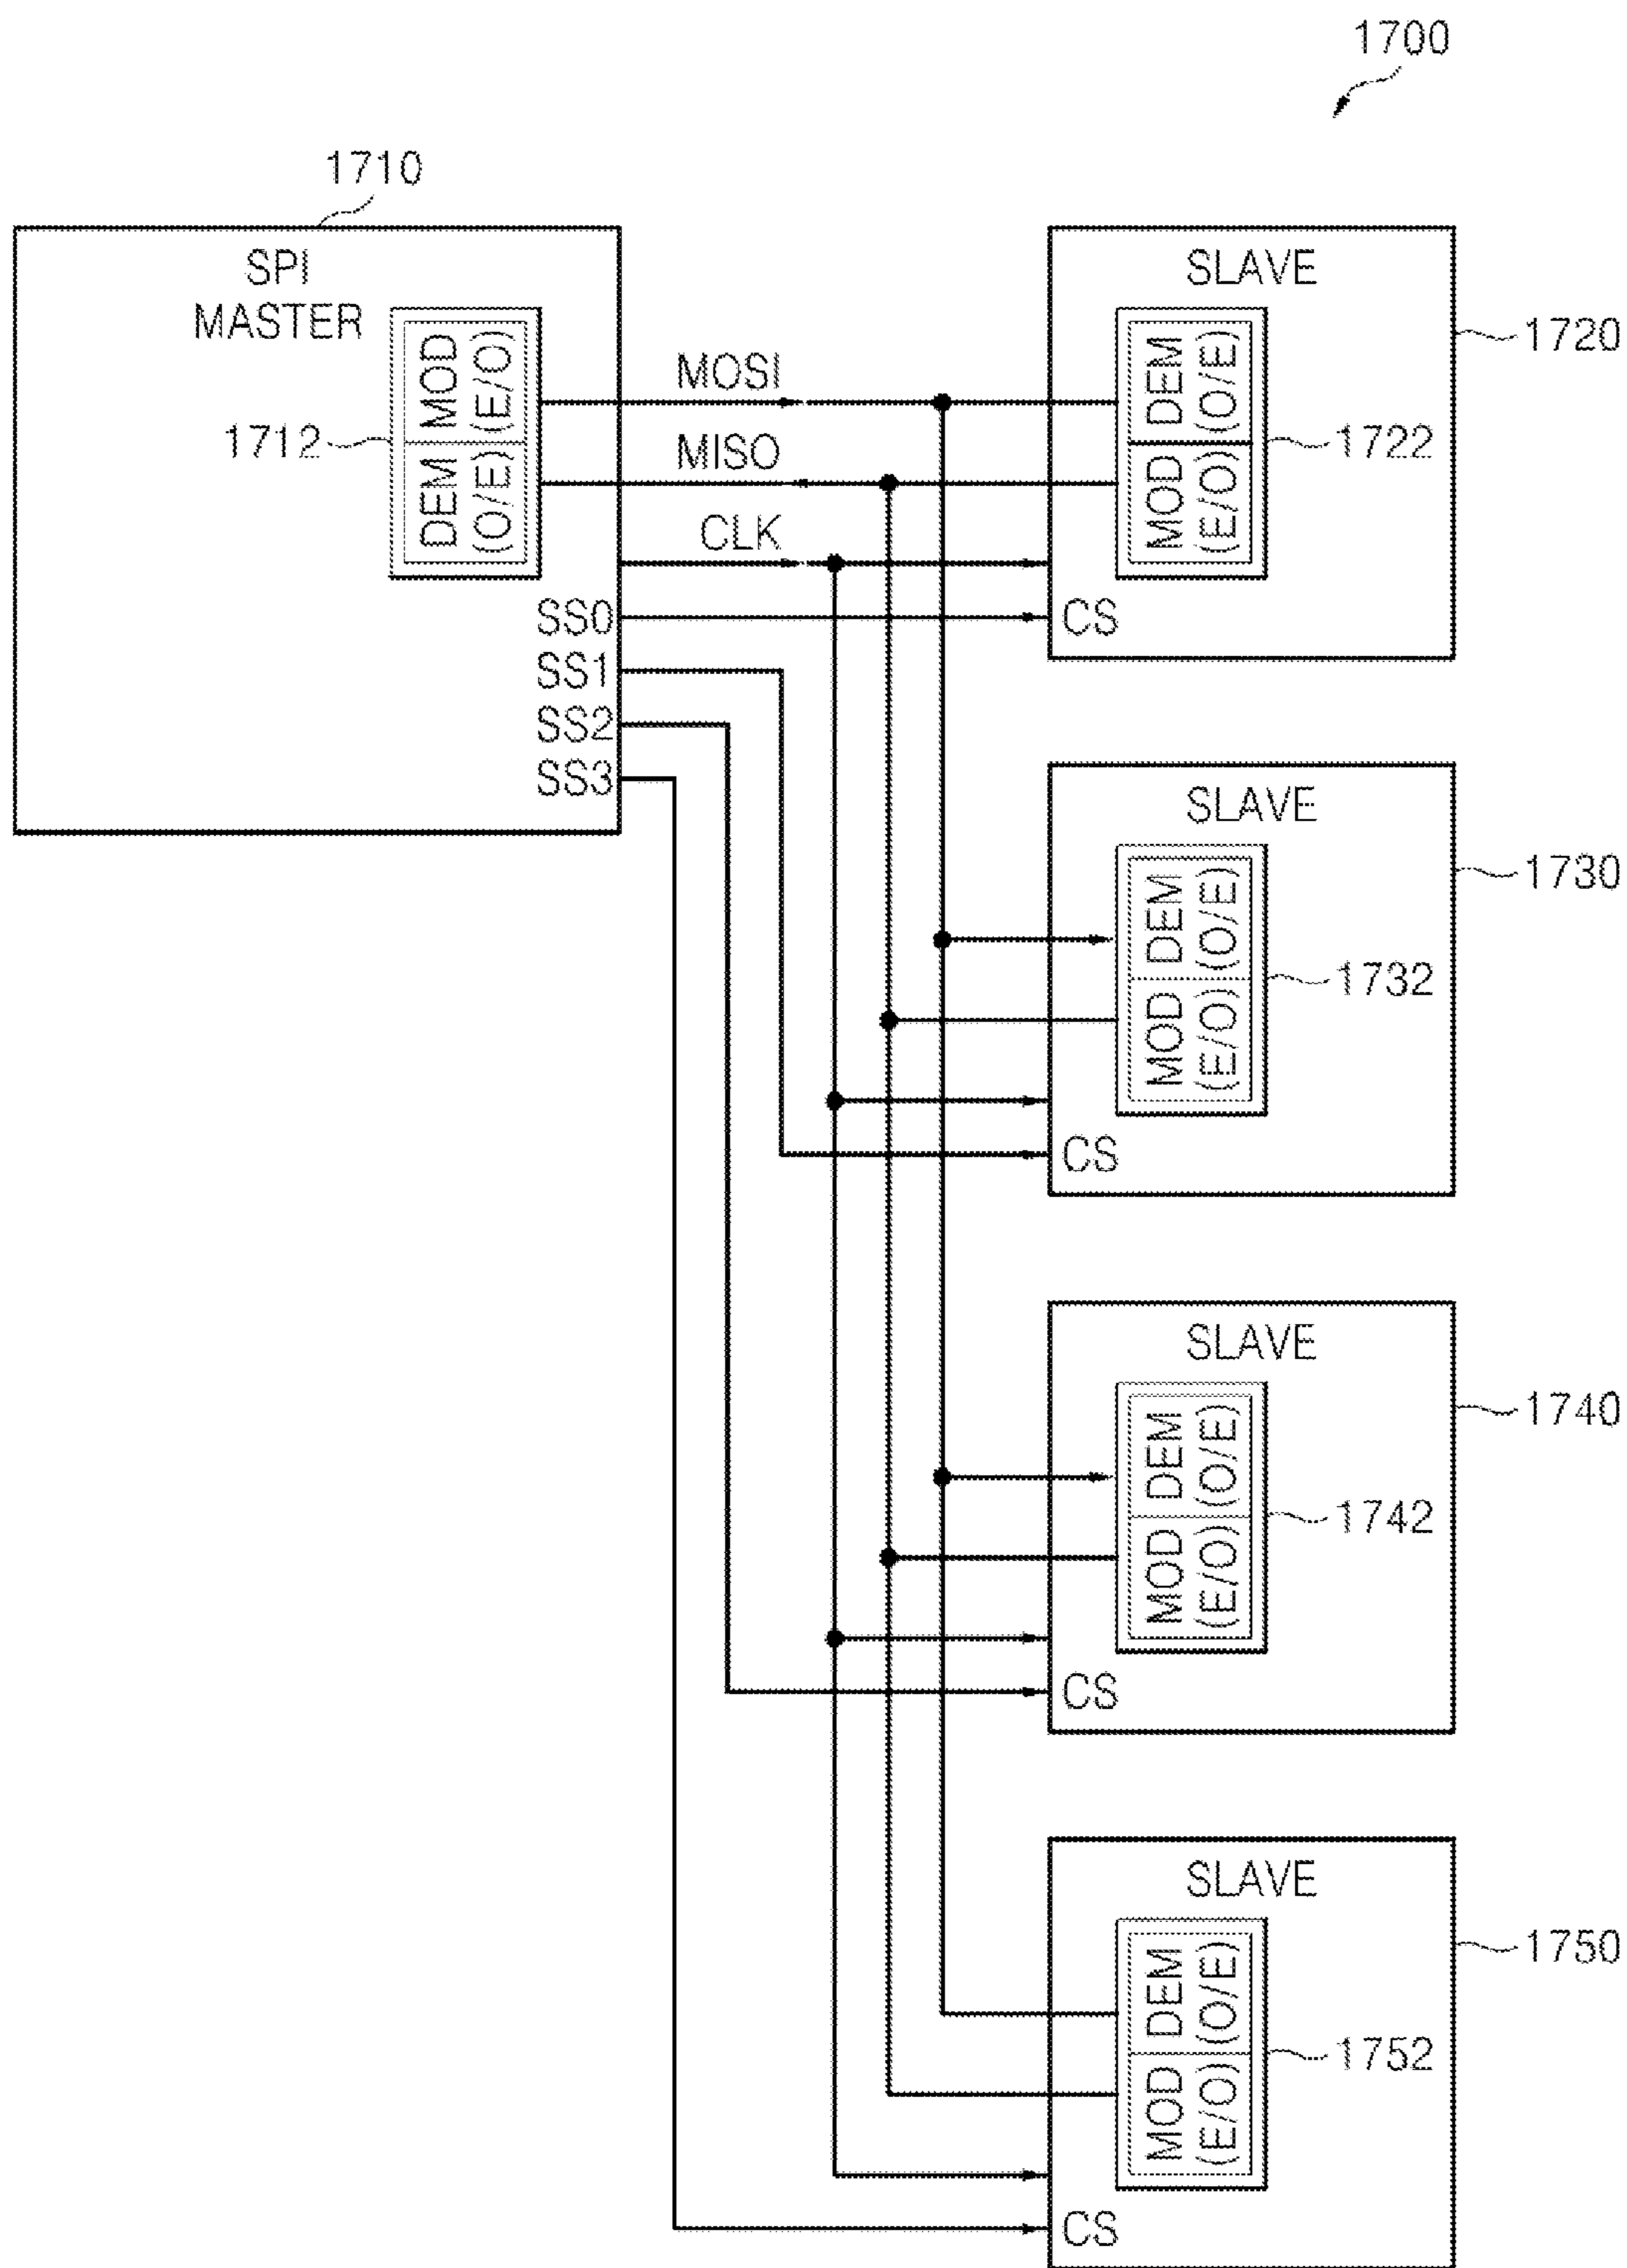 1700
1710
SPI
MASTER
MOD
(E/O)
DEM
(O/E)
1712
MOSI
MISO
CLK
SS0
SS1
SS2
SS3
SLAVE
1720
DEM
(O/E)
MOD
(E/O)
1722
CS
SLAVE
1730
DEM
(O/E)
MOD
(E/O)
1732
CS
SLAVE
1740
DEM
(O/E)
MOD
(E/O)
1742
CS
SLAVE
1750
DEM
(O/E)
MOD
(E/O)
1752
CS